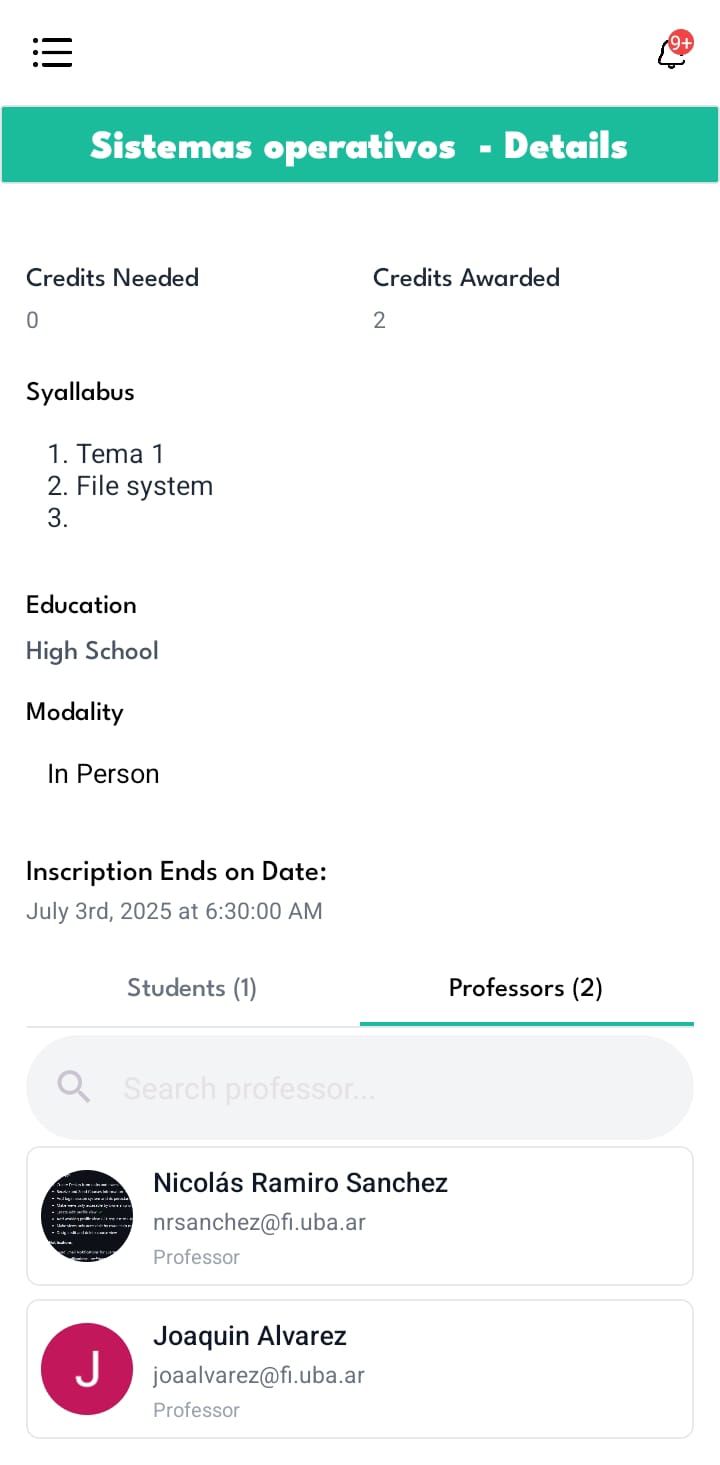 9+
Sistemas operativos - Details
Credits Needed
Credits Awarded
0
2
Syallabus
1. Tema 1
2. File system
3.
Education
High School
Modality
In Person
Inscription Ends on Date:
July 3rd, 2025 at 6:30:00 AM
Students (1)
Professors (2)
Search professor...
Nicolás Ramiro Sanchez
nrsanchez@fi.uba.ar
Professor
J
Joaquin Alvarez
joaalvarez@fi.uba.ar
Professor